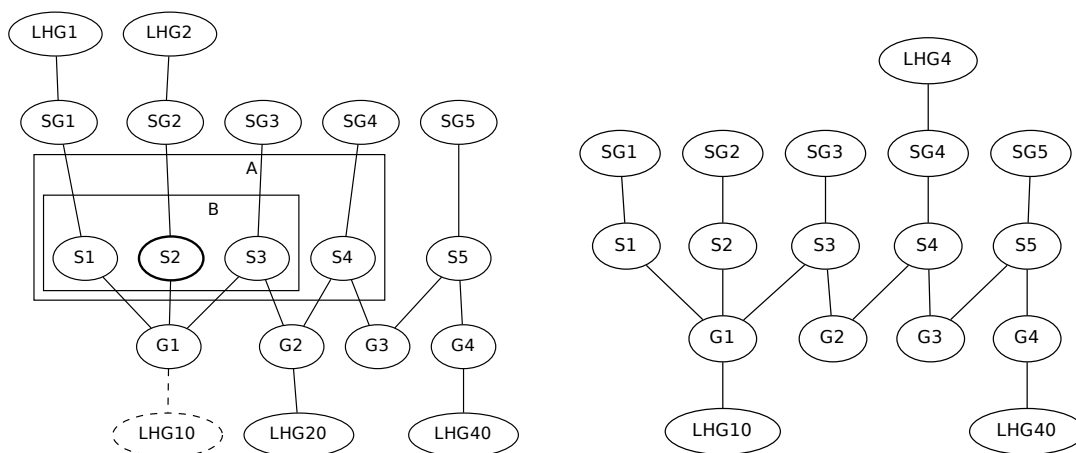 LHG1 LHG2
SG1 SG2 SG3 SG4 SG5
A
B
S1 S2 S3 S4 S5
G1 G2 G3 G4
LHG10 LHG20 LHG40
LHG4
SG1 SG2 SG3 SG4 SG5
S1 S2 S3 S4 S5
G1 G2 G3 G4
LHG10 LHG40